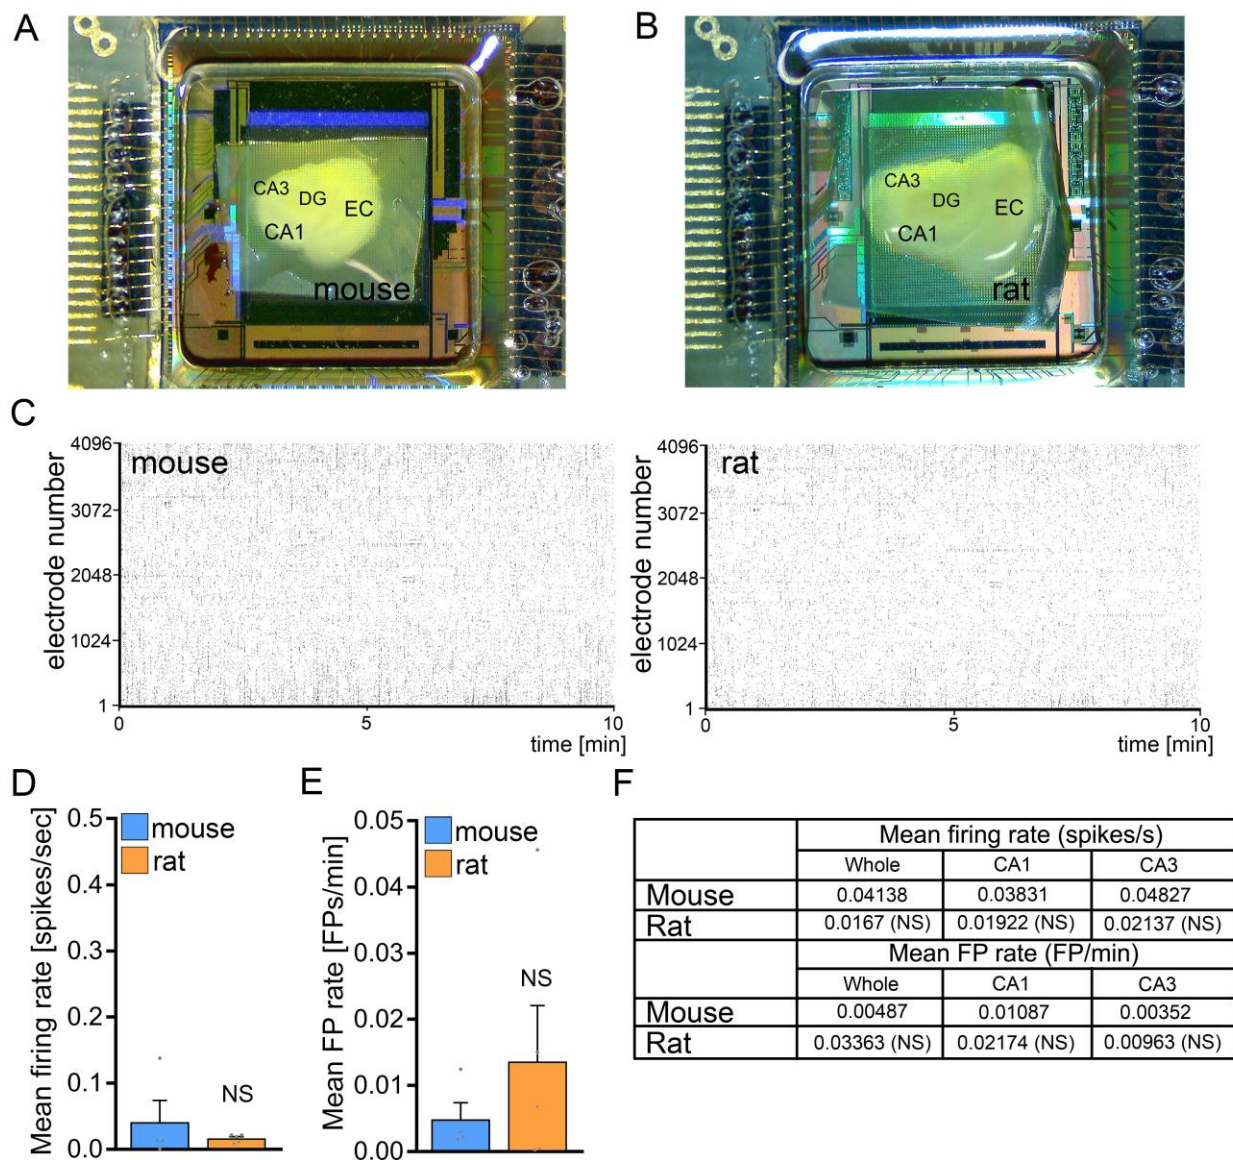 A
B
CA3
DG
EC
CA1
mouse
CA3
DG
EC
CA1
rat
C
electrode number
4096
3072
2048
1024
1
mouse
0
5
10
time [min]
electrode number
4096
3072
2048
1024
1
rat
0
5
10
time [min]
D
Mean firing rate [spikes/sec]
0.5
0.4
0.3
0.2
0.1
0.0
mouse
rat
NS
E
Mean FP rate [FPs/min]
0.05
0.04
0.03
0.02
0.01
0.00
mouse
rat
NS
F
Mean firing rate (spikes/s)
Whole CA1 CA3
Mouse 0.04138 0.03831 0.04827
Rat 0.0167 (NS) 0.01922 (NS) 0.02137 (NS)
Mean FP rate (FP/min)
Whole CA1 CA3
Mouse 0.00487 0.01087 0.00352
Rat 0.03363 (NS) 0.02174 (NS) 0.00963 (NS)